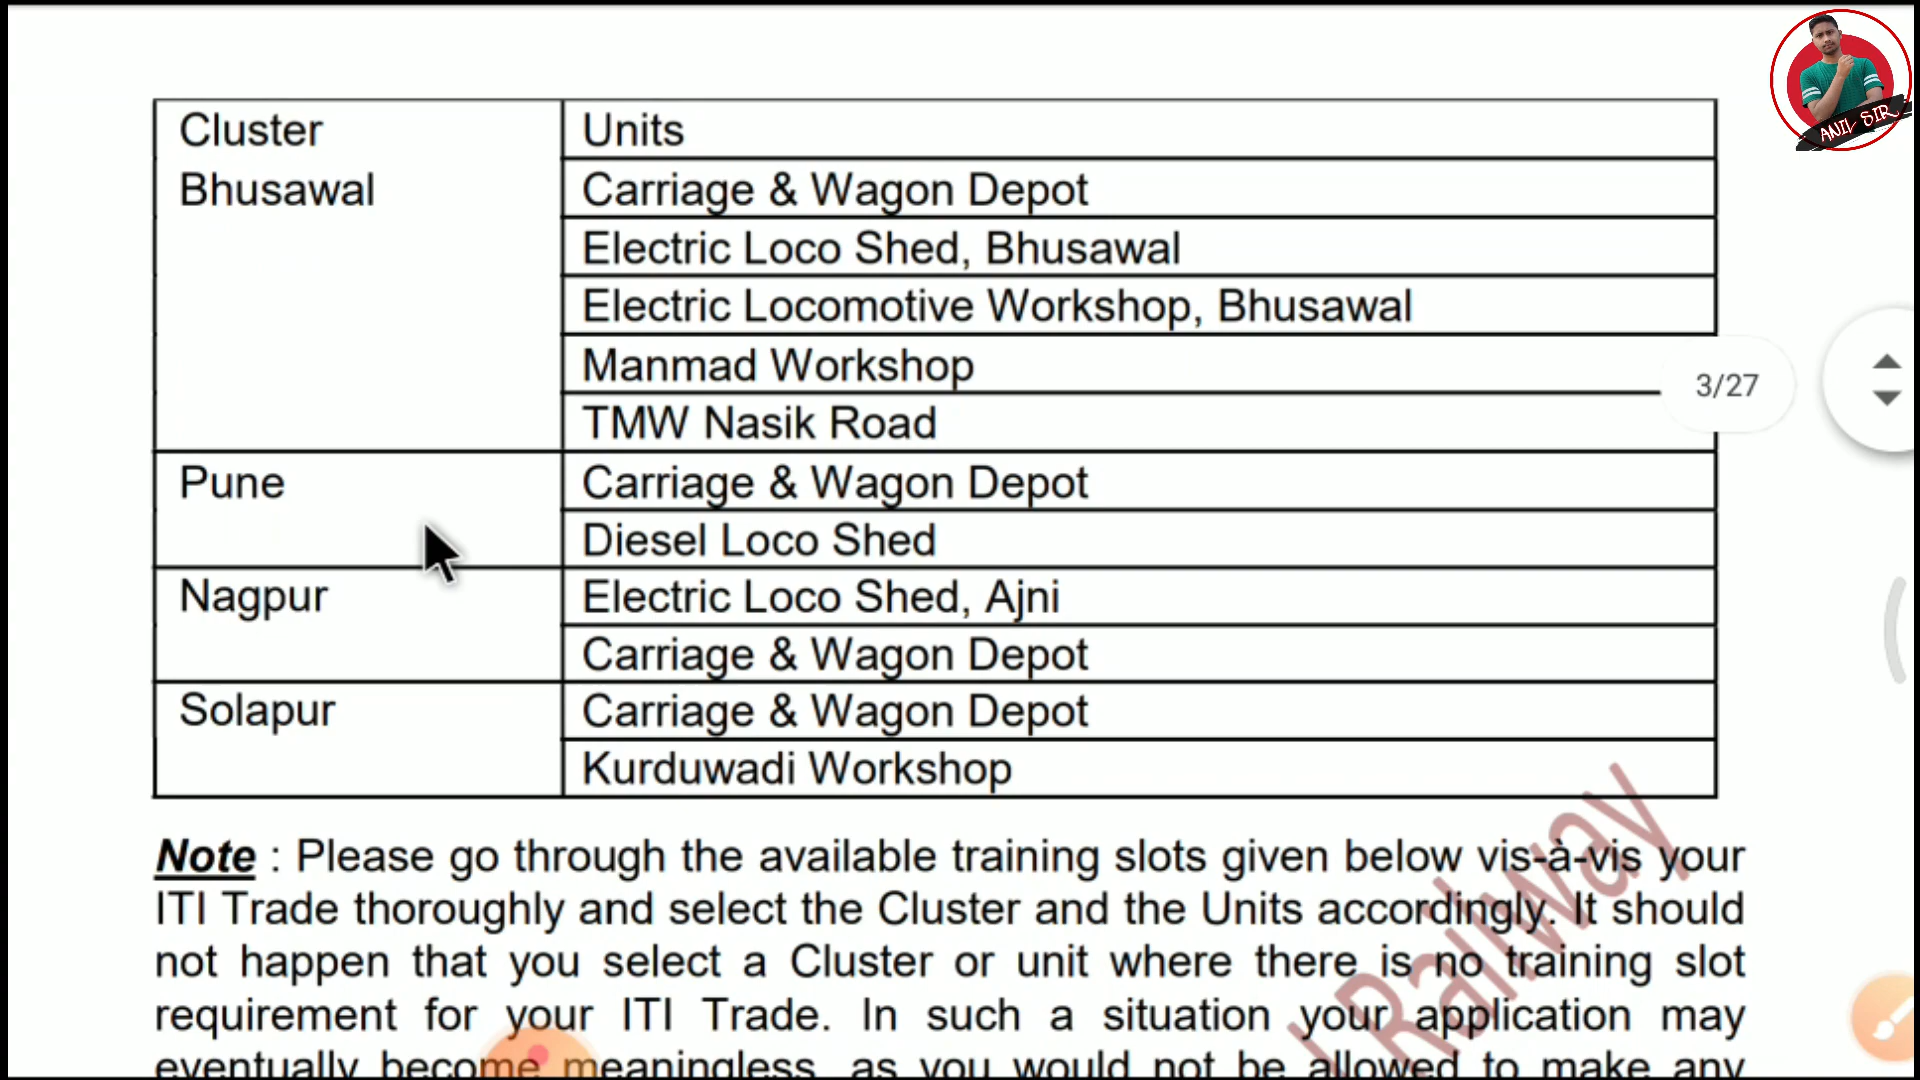 ANIL SIR
Cluster Units
Bhusawal Carriage & Wagon Depot
Electric Loco Shed, Bhusawal
Electric Locomotive Workshop, Bhusawal
Manmad Workshop
3/27
TMW Nasik Road
Pune Carriage & Wagon Depot
Diesel Loco Shed
Nagpur Electric Loco Shed, Ajni
Carriage & Wagon Depot
Solapur Carriage & Wagon Depot
Kurduwadi Workshop
Note : Please go through the available training slots given below vis-à-vis your
ITI Trade thoroughly and select the Cluster and the Units accordingly. It should
not happen that you select a Cluster or unit where there is no training slot
requirement for your ITI Trade. In such a situation your application may
eventually become meaningless, as you would not be allowed to make any
Railway